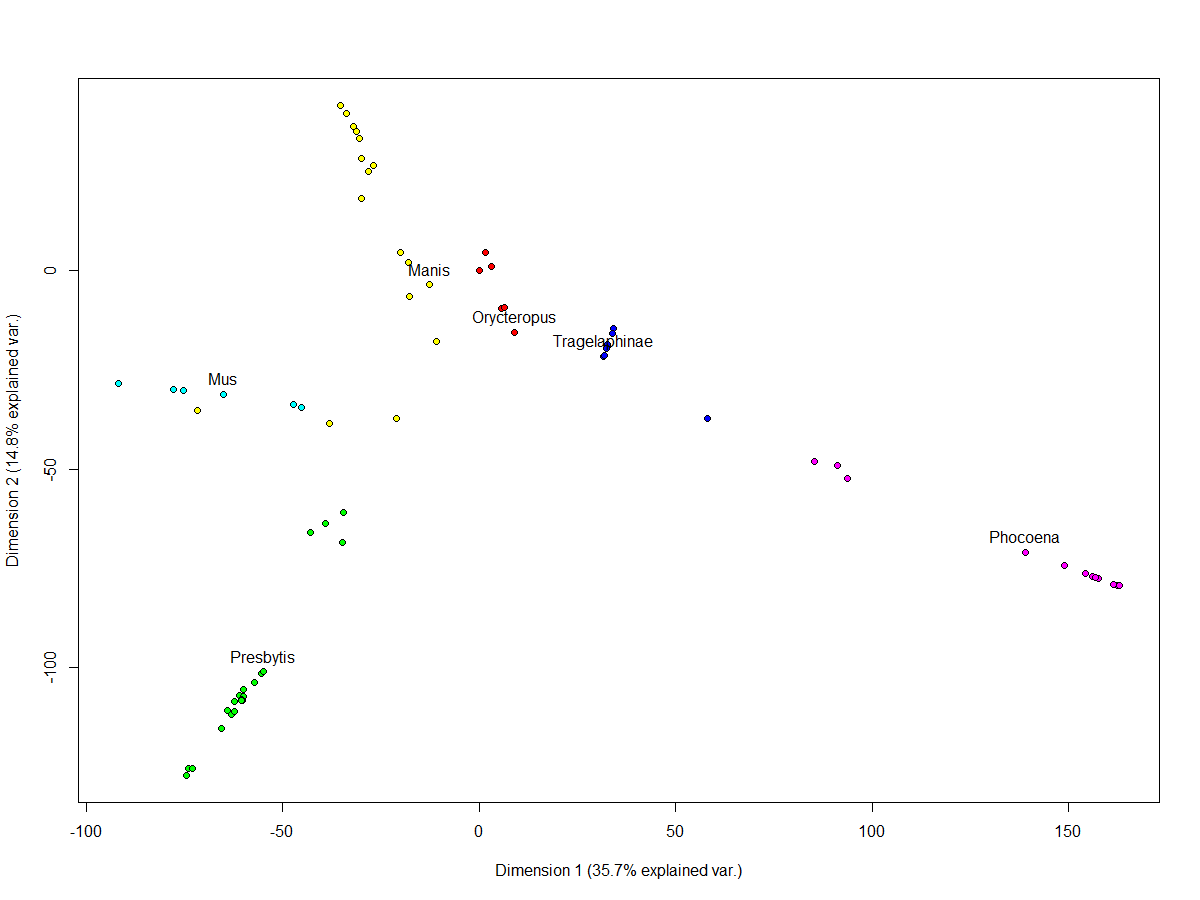 0
Manis
Orycteropus
Tragelaphinae
Mus
-50
Phocoena
Presbytis
-100
Dimension 2 (14.8% explained var.)
-100 -50 0 50 100 150
Dimension 1 (35.7% explained var.)